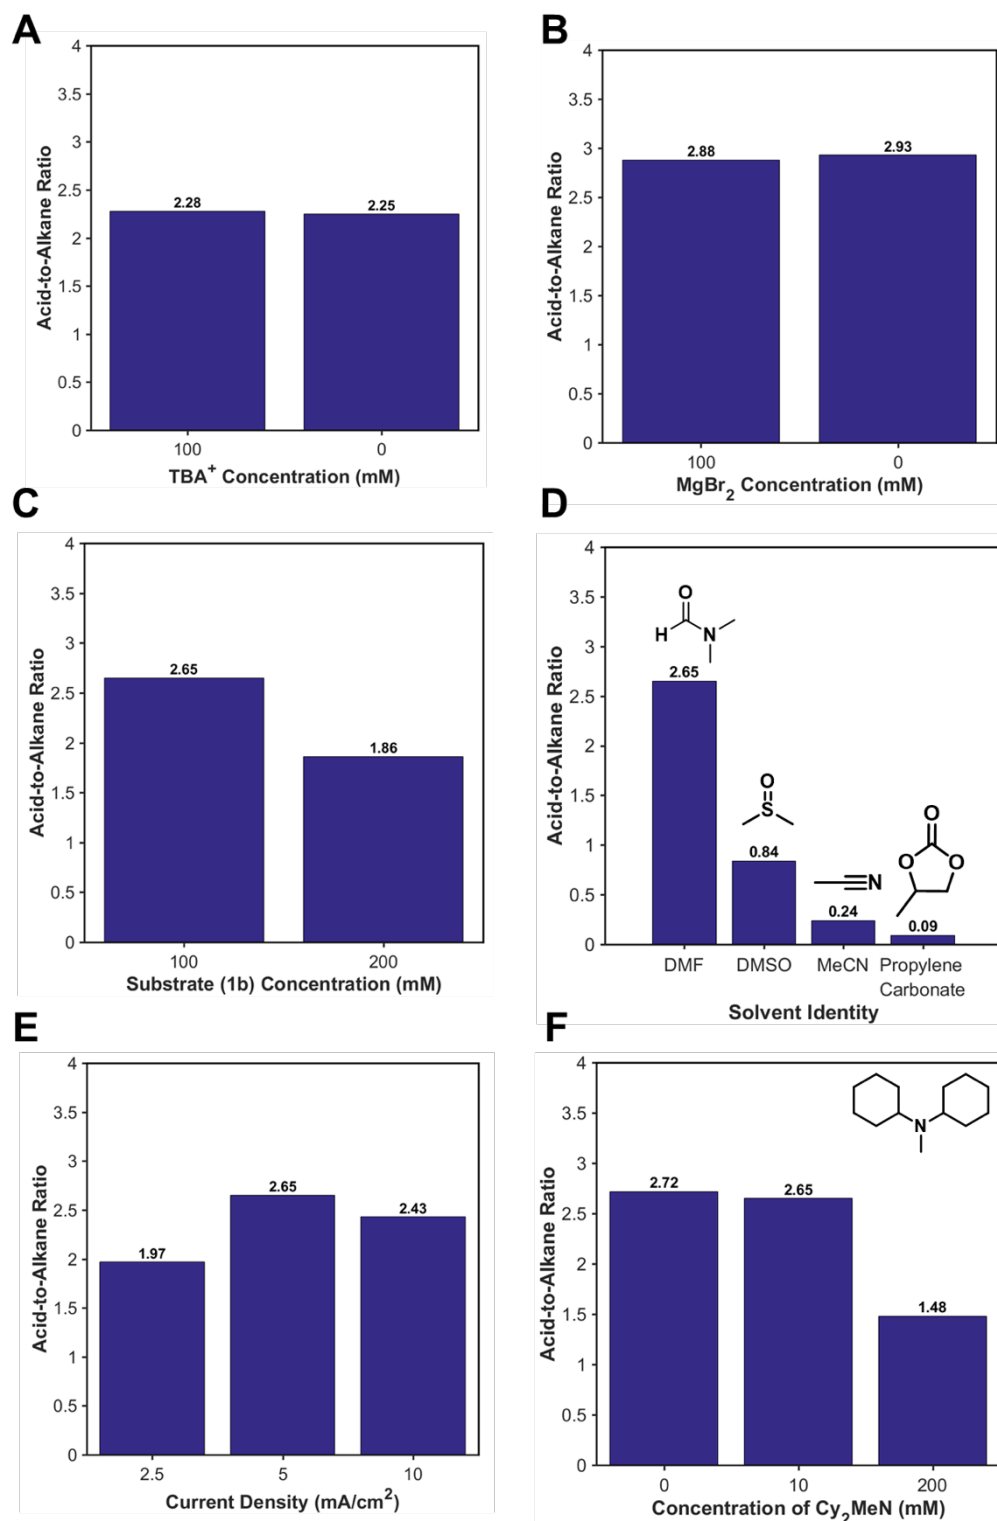 A
4
3.5
3
2.5
2
1.5
1
0.5
0
Acid-to-Alkane Ratio
2.28
2.25
100
0
TBA+ Concentration (mM)
B
4
3.5
3
2.5
2
1.5
1
0.5
0
Acid-to-Alkane Ratio
2.88
2.93
100
0
MgBr2 Concentration (mM)
C
4
3.5
3
2.5
2
1.5
1
0.5
0
Acid-to-Alkane Ratio
2.65
1.86
100
200
Substrate (1b) Concentration (mM)
D
4
3.5
3
2.5
2
1.5
1
0.5
0
Acid-to-Alkane Ratio
O
H
N
2.65
O
S
0.84
N
0.24
O
O
O
0.09
DMF
DMSO
MeCN
Propylene
Carbonate
Solvent Identity
E
4
3.5
3
2.5
2
1.5
1
0.5
0
Acid-to-Alkane Ratio
1.97
2.65
2.43
2.5
5
10
Current Density (mA/cm2)
F
4
3.5
3
2.5
2
1.5
1
0.5
0
Acid-to-Alkane Ratio
N
2.72
2.65
1.48
0
10
200
Concentration of Cy2MeN (mM)